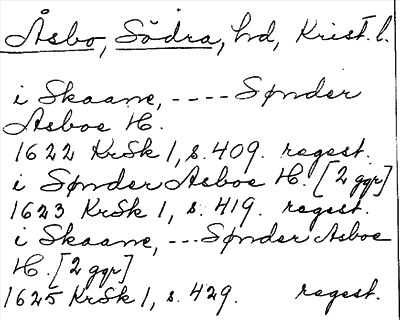 Åsbo, Södra, hd, Krist. l.
i Skaane, ---- Sønder
Asboe H.
1622 KrSk 1, s. 409. regest.
i Sønder Asboe H. [2 ggr]
1623 KrSk 1, s. 419. regest.
i Skaane, --- Sønder Asboe
H. [2 ggr]
1625 KrSk 1, s. 429. regest.